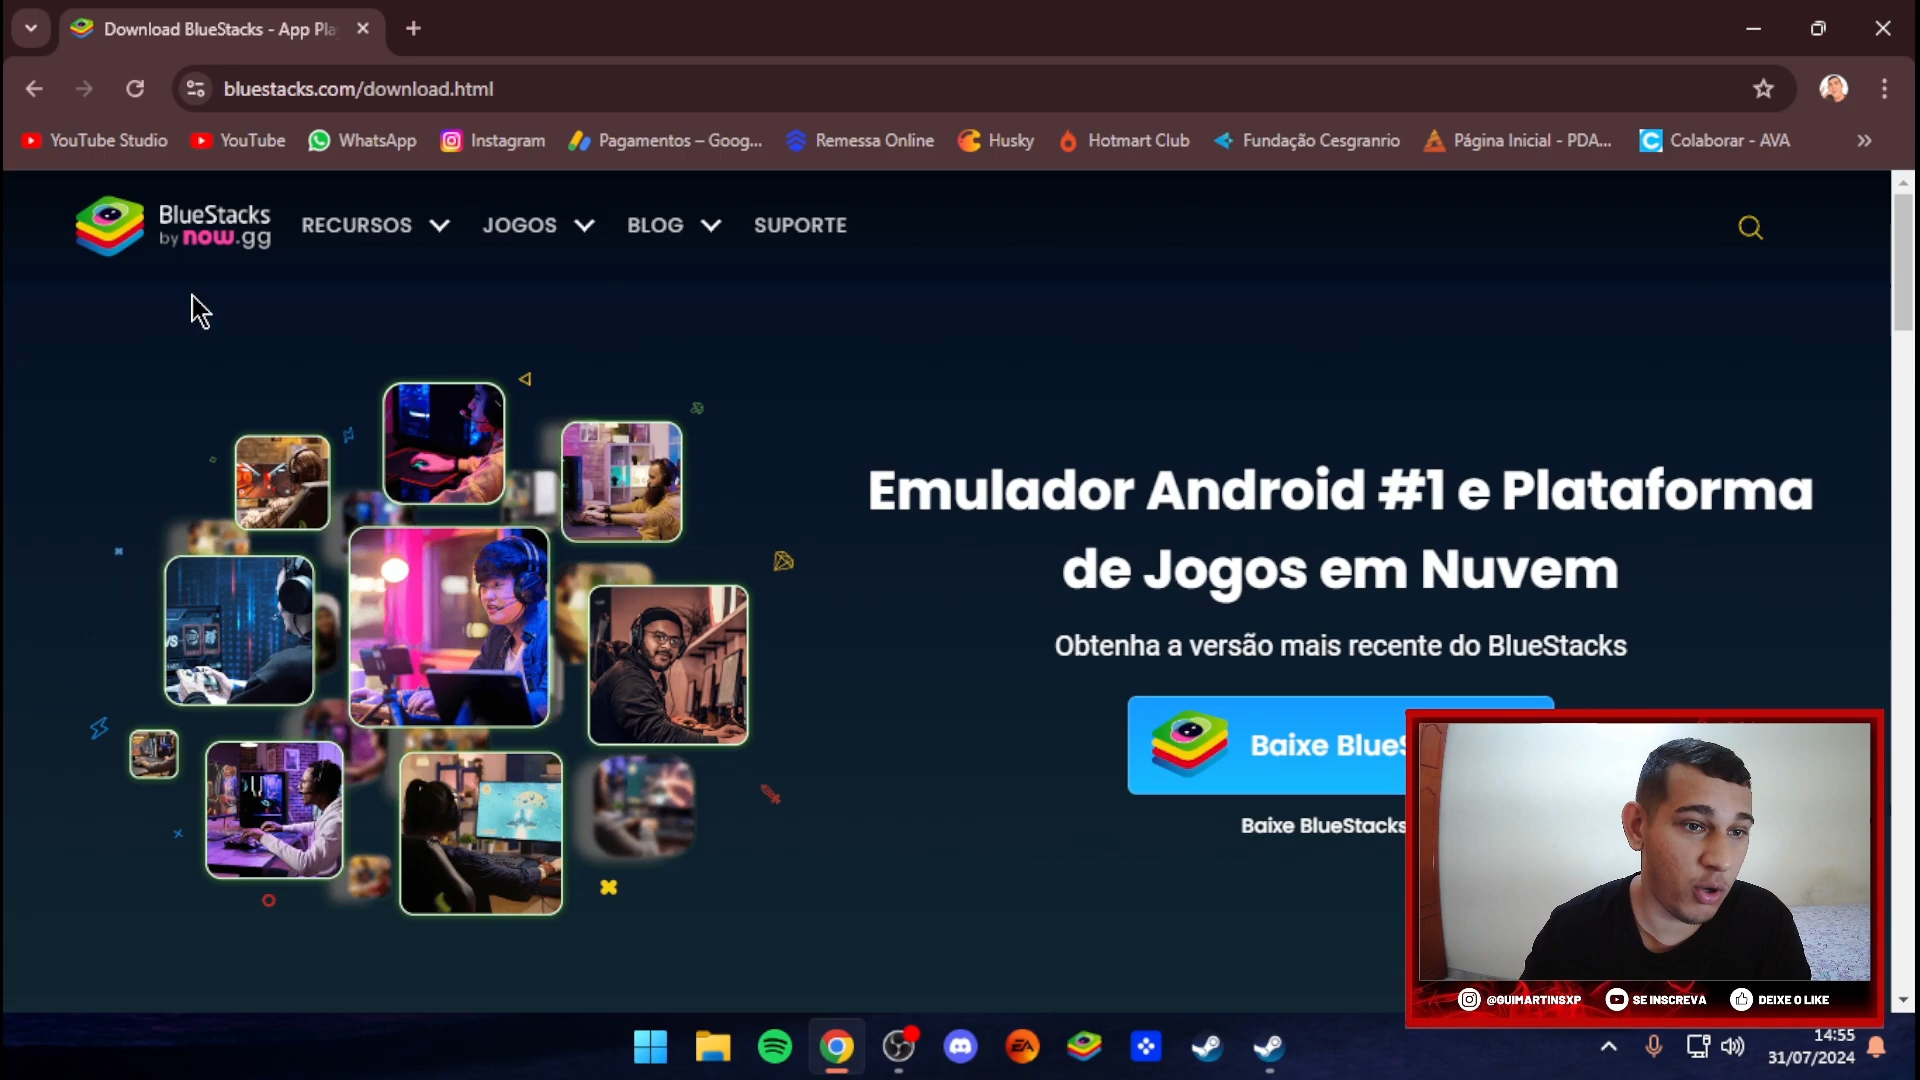 Download BlueStacks - App Pla
bluestacks.com/download.html
YouTube Studio
YouTube
WhatsApp
Instagram
Pagamentos – Goog...
Remessa Online
Husky
Hotmart Club
Fundação Cesgranrio
Página Inicial - PDA...
Colaborar - AVA
BlueStacks
by now.gg
RECURSOS
JOGOS
BLOG
SUPORTE
Emulador Android #1 e Plataforma
de Jogos em Nuvem
Obtenha a versão mais recente do BlueStacks
Baixe BlueS
Baixe BlueStacks
@GUIMARTINSXP
SE INSCREVA
DEIXE O LIKE
14:55
31/07/2024